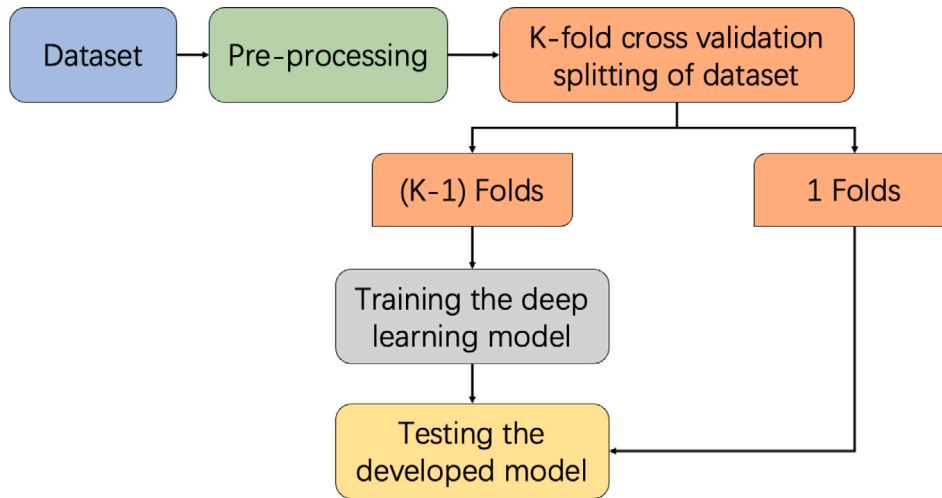 Dataset
Pre-processing
K-fold cross validation
splitting of dataset
(K-1) Folds
1 Folds
Training the deep
learning model
Testing the
developed model